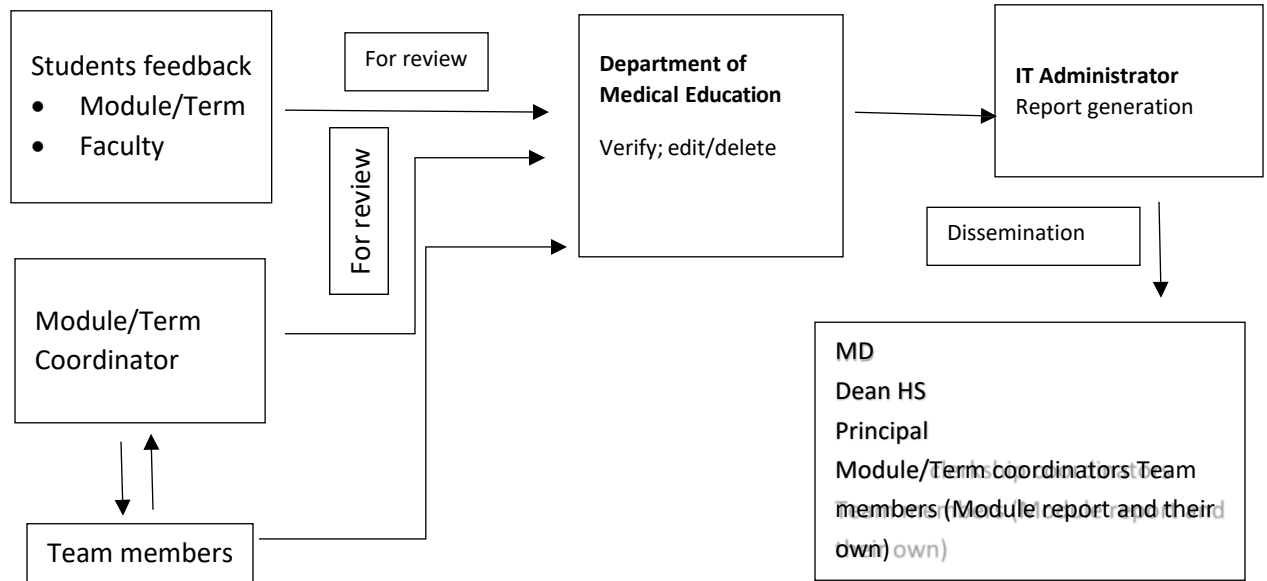 Students feedback
• Module/Term
• Faculty
For review
For review
Department of
Medical Education
Verify; edit/delete
IT Administrator
Report generation
Dissemination
Module/Term
Coordinator
Team members
MD
Dean HS
Principal
Module/Term coordinators Team
members (Module report and their
own)